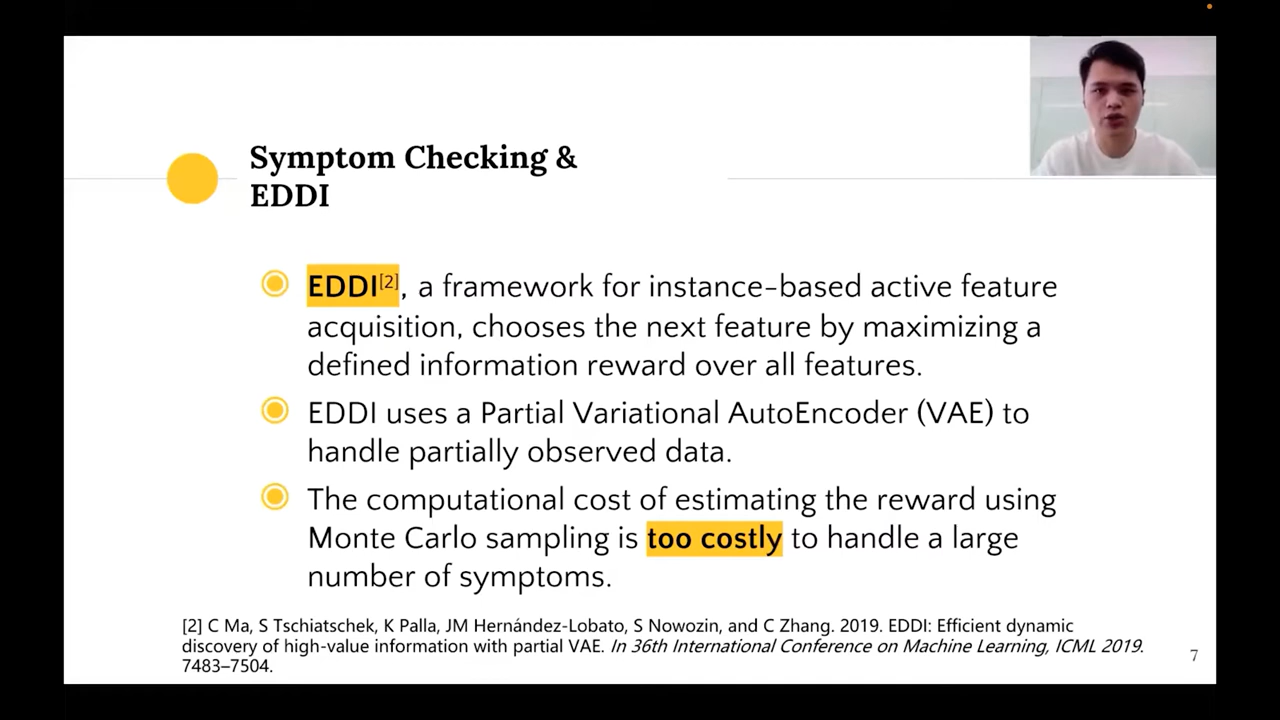 Symptom Checking &
EDDI
EDDI[2], a framework for instance-based active feature
acquisition, chooses the next feature by maximizing a
defined information reward over all features.
EDDI uses a Partial Variational AutoEncoder (VAE) to
handle partially observed data.
The computational cost of estimating the reward using
Monte Carlo sampling is too costly to handle a large
number of symptoms.
[2] C Ma, S Tschiatschek, K Palla, JM Hernández-Lobato, S Nowozin, and C Zhang. 2019. EDDI: Efficient dynamic
discovery of high-value information with partial VAE. In 36th International Conference on Machine Learning, ICML 2019.
7483–7504.
7